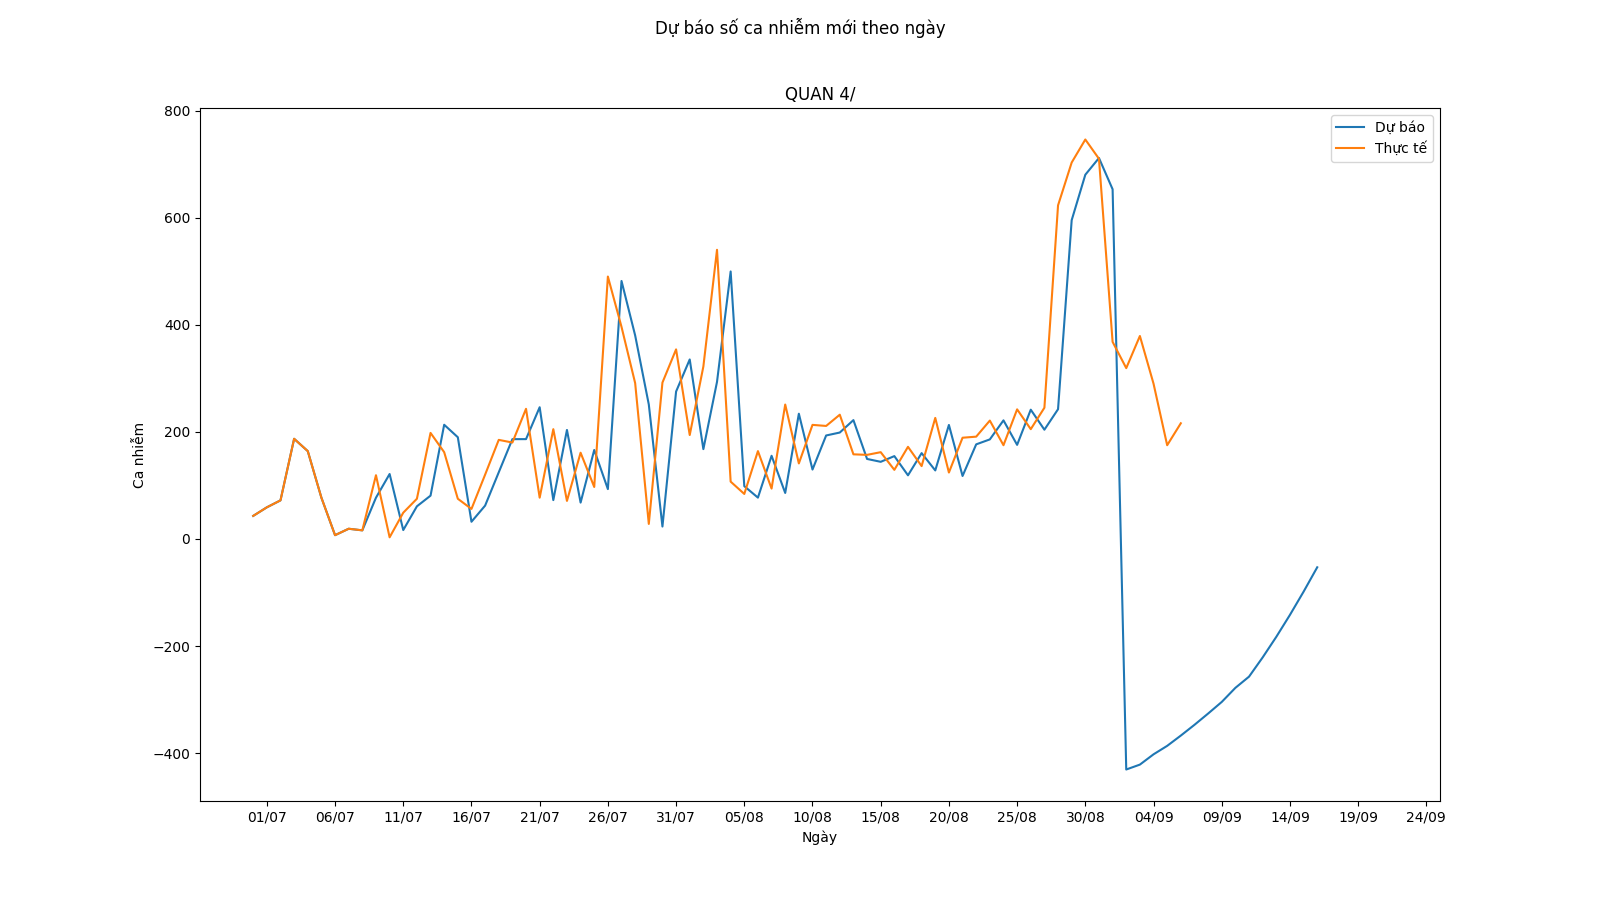 Dự báo số ca nhiễm mới theo ngày
QUAN 4/
Dự báo
Thực tế
Ca nhiễm
800
600
400
200
0
−200
−400
01/07 06/07 11/07 16/07 21/07 26/07 31/07 05/08 10/08 15/08 20/08 25/08 30/08 04/09 09/09 14/09 19/09 24/09
Ngày